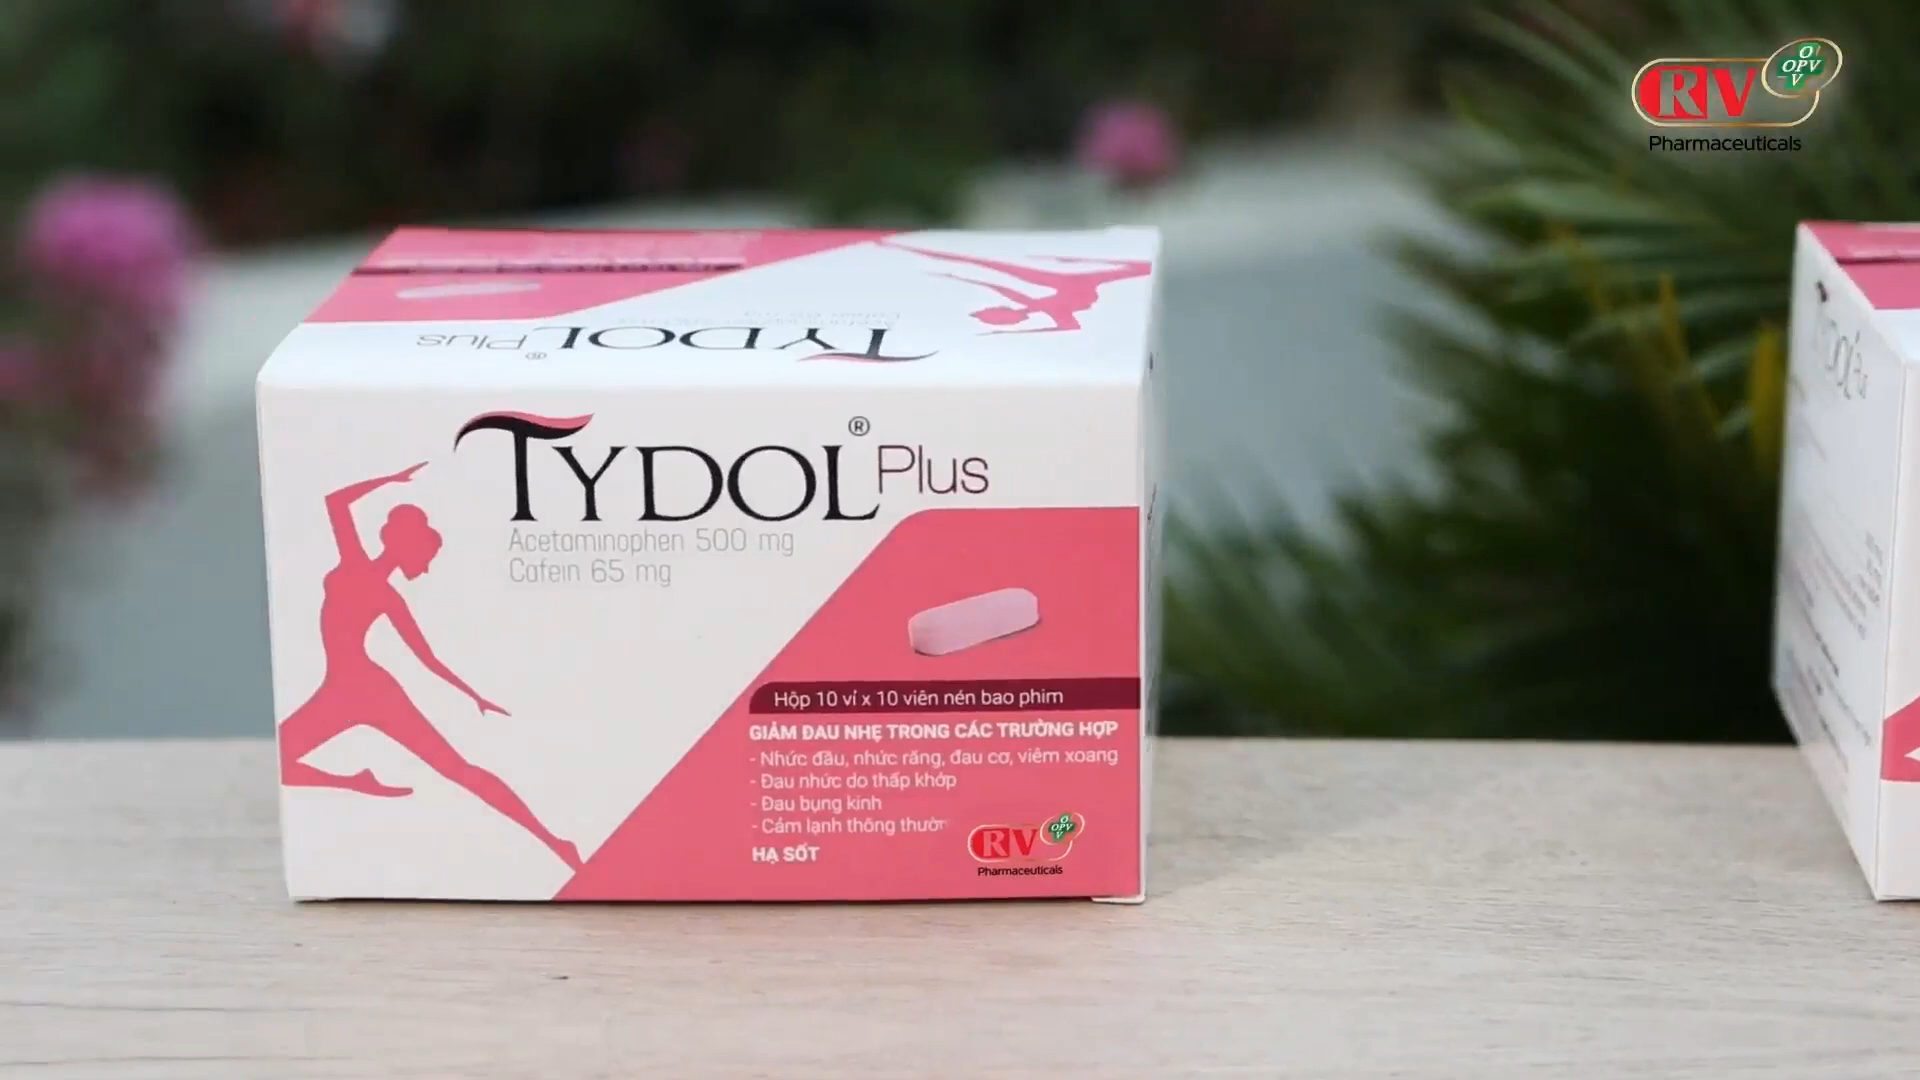 RV
OPV
Pharmaceuticals
TYDOL® Plus
TYDOL® Plus
Acetaminophen 500 mg
Cafein 65 mg
Hộp 10 vỉ x 10 viên nén bao phim
GIẢM ĐAU NHẸ TRONG CÁC TRƯỜNG HỢP
- Nhức đầu, nhức răng, đau cơ, viêm xoang
- Đau nhức do thấp khớp
- Đau bụng kinh
- Cảm lạnh thông thườn
HẠ SỐT
RV
OPV
Pharmaceuticals
TYDOL